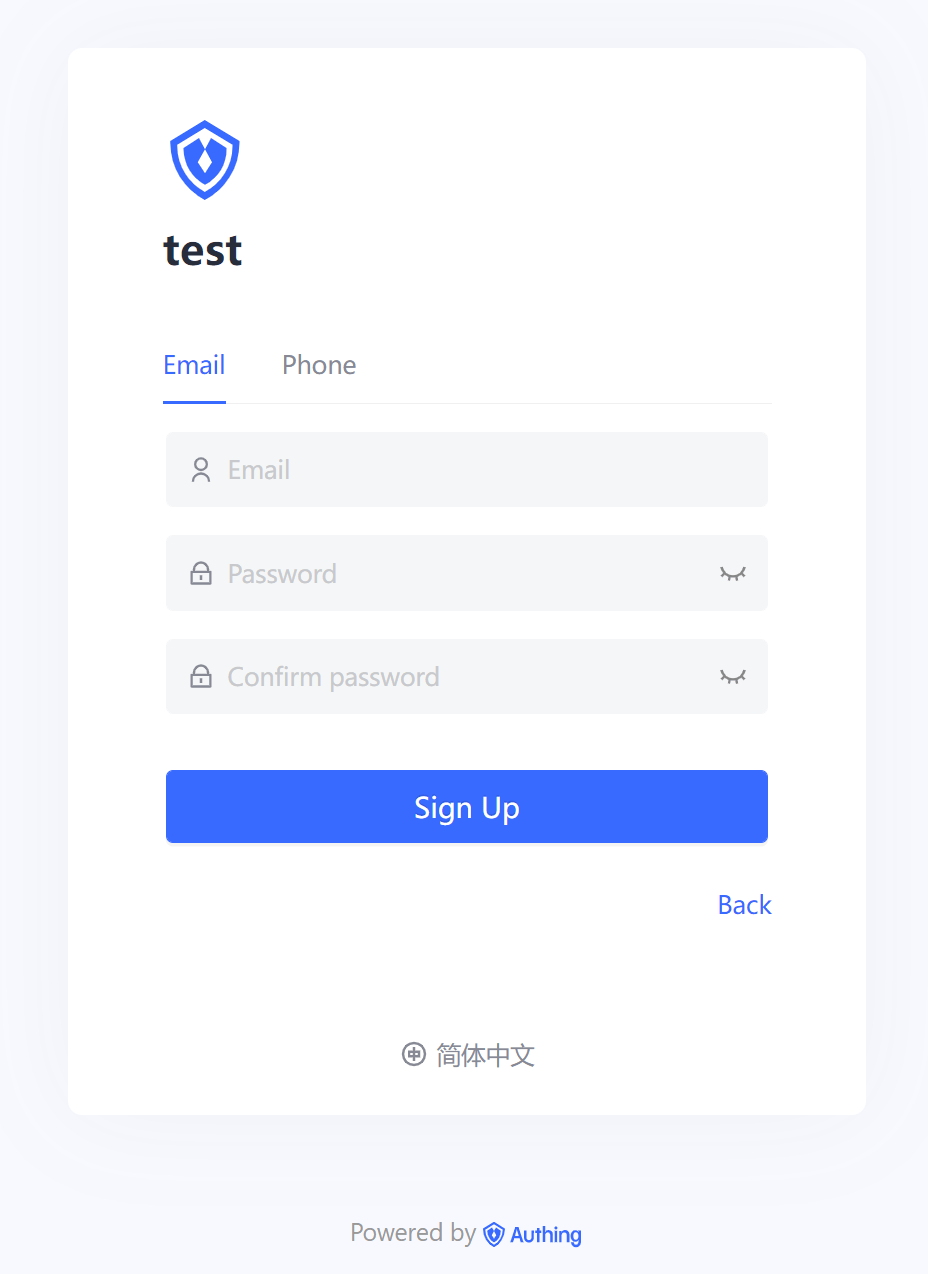 test
Email Phone
Email
Password
Confirm password
Sign Up
Back
简体中文
Powered by Authing